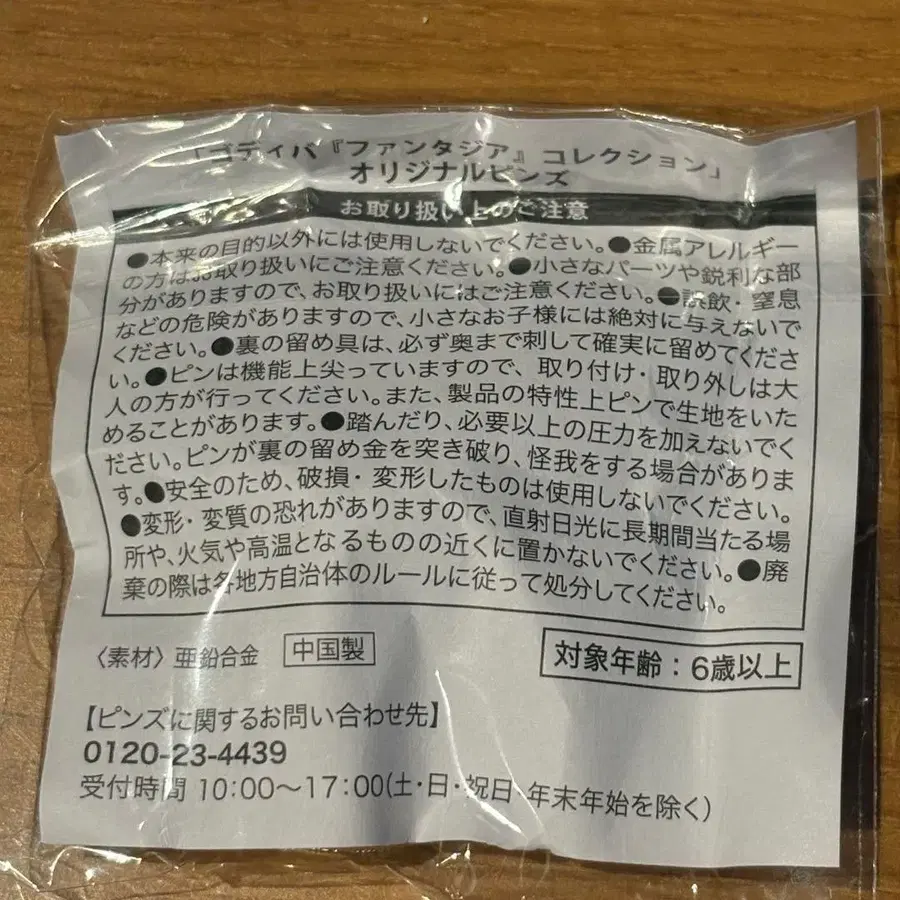 「ゴディバ『ファンタジア』コレクション」
オリジナルピンズ
お取り扱い上のご注意
●本来の目的以外には使用しないでください。●金属アレルギー
の方はお取り扱いにご注意ください。●小さなパーツや鋭利な部
分がありますので、お取り扱いにはご注意ください。●誤飲・窒息
などの危険がありますので、小さなお子様には絶対に与えないで
ください。●裏の留め具は、必ず奥まで刺して確実に留めてくださ
い。●ピンは機能上尖っていますので、取り付け・取り外しは大
人の方が行ってください。また、製品の特性上ピンで生地をいた
めることがあります。●踏んだり、必要以上の圧力を加えないでく
ださい。ピンが裏の留め金を突き破り、怪我をする場合がありま
す。●安全のため、破損・変形したものは使用しないでください。
●変形・変質の恐れがありますので、直射日光に長期間当たる場
所や、火気や高温となるものの近くに置かないでください。●廃
棄の際は各地方自治体のルールに従って処分してください。
〈素材〉亜鉛合金 中国製 対象年齢：6歳以上
【ピンズに関するお問い合わせ先】
0120-23-4439
受付時間 10:00〜17:00(土・日・祝日・年末年始を除く)